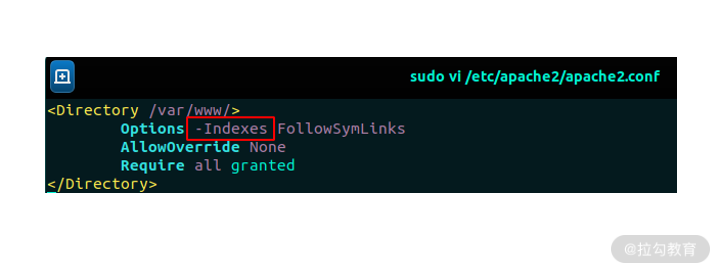 sudo vi /etc/apache2/apache2.conf
<Directory /var/www/>
        Options -Indexes FollowSymLinks
        AllowOverride None
        Require all granted
</Directory>
@拉勾教育